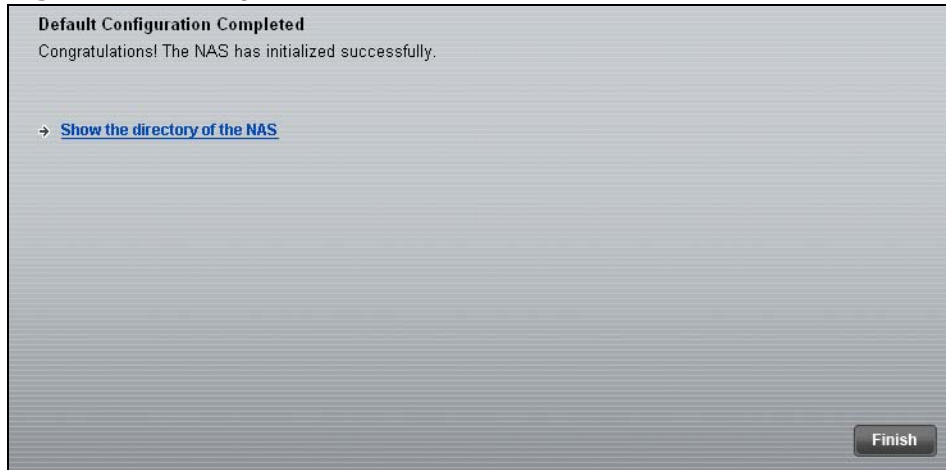 Default Configuration Completed
Congratulations! The NAS has initialized successfully.
Show the directory of the NAS
Finish